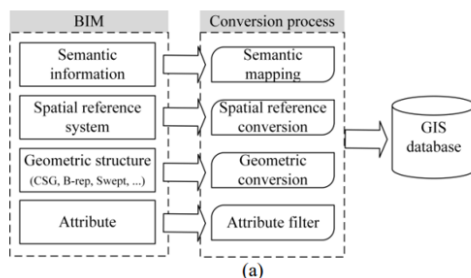 BIM
Conversion process
Semantic
information
Semantic
mapping
Spatial reference
system
Spatial reference
conversion
Geometric structure
(CSG, B-rep, Swept, ...)
Geometric
conversion
Attribute
Attribute filter
GIS
database
(a)